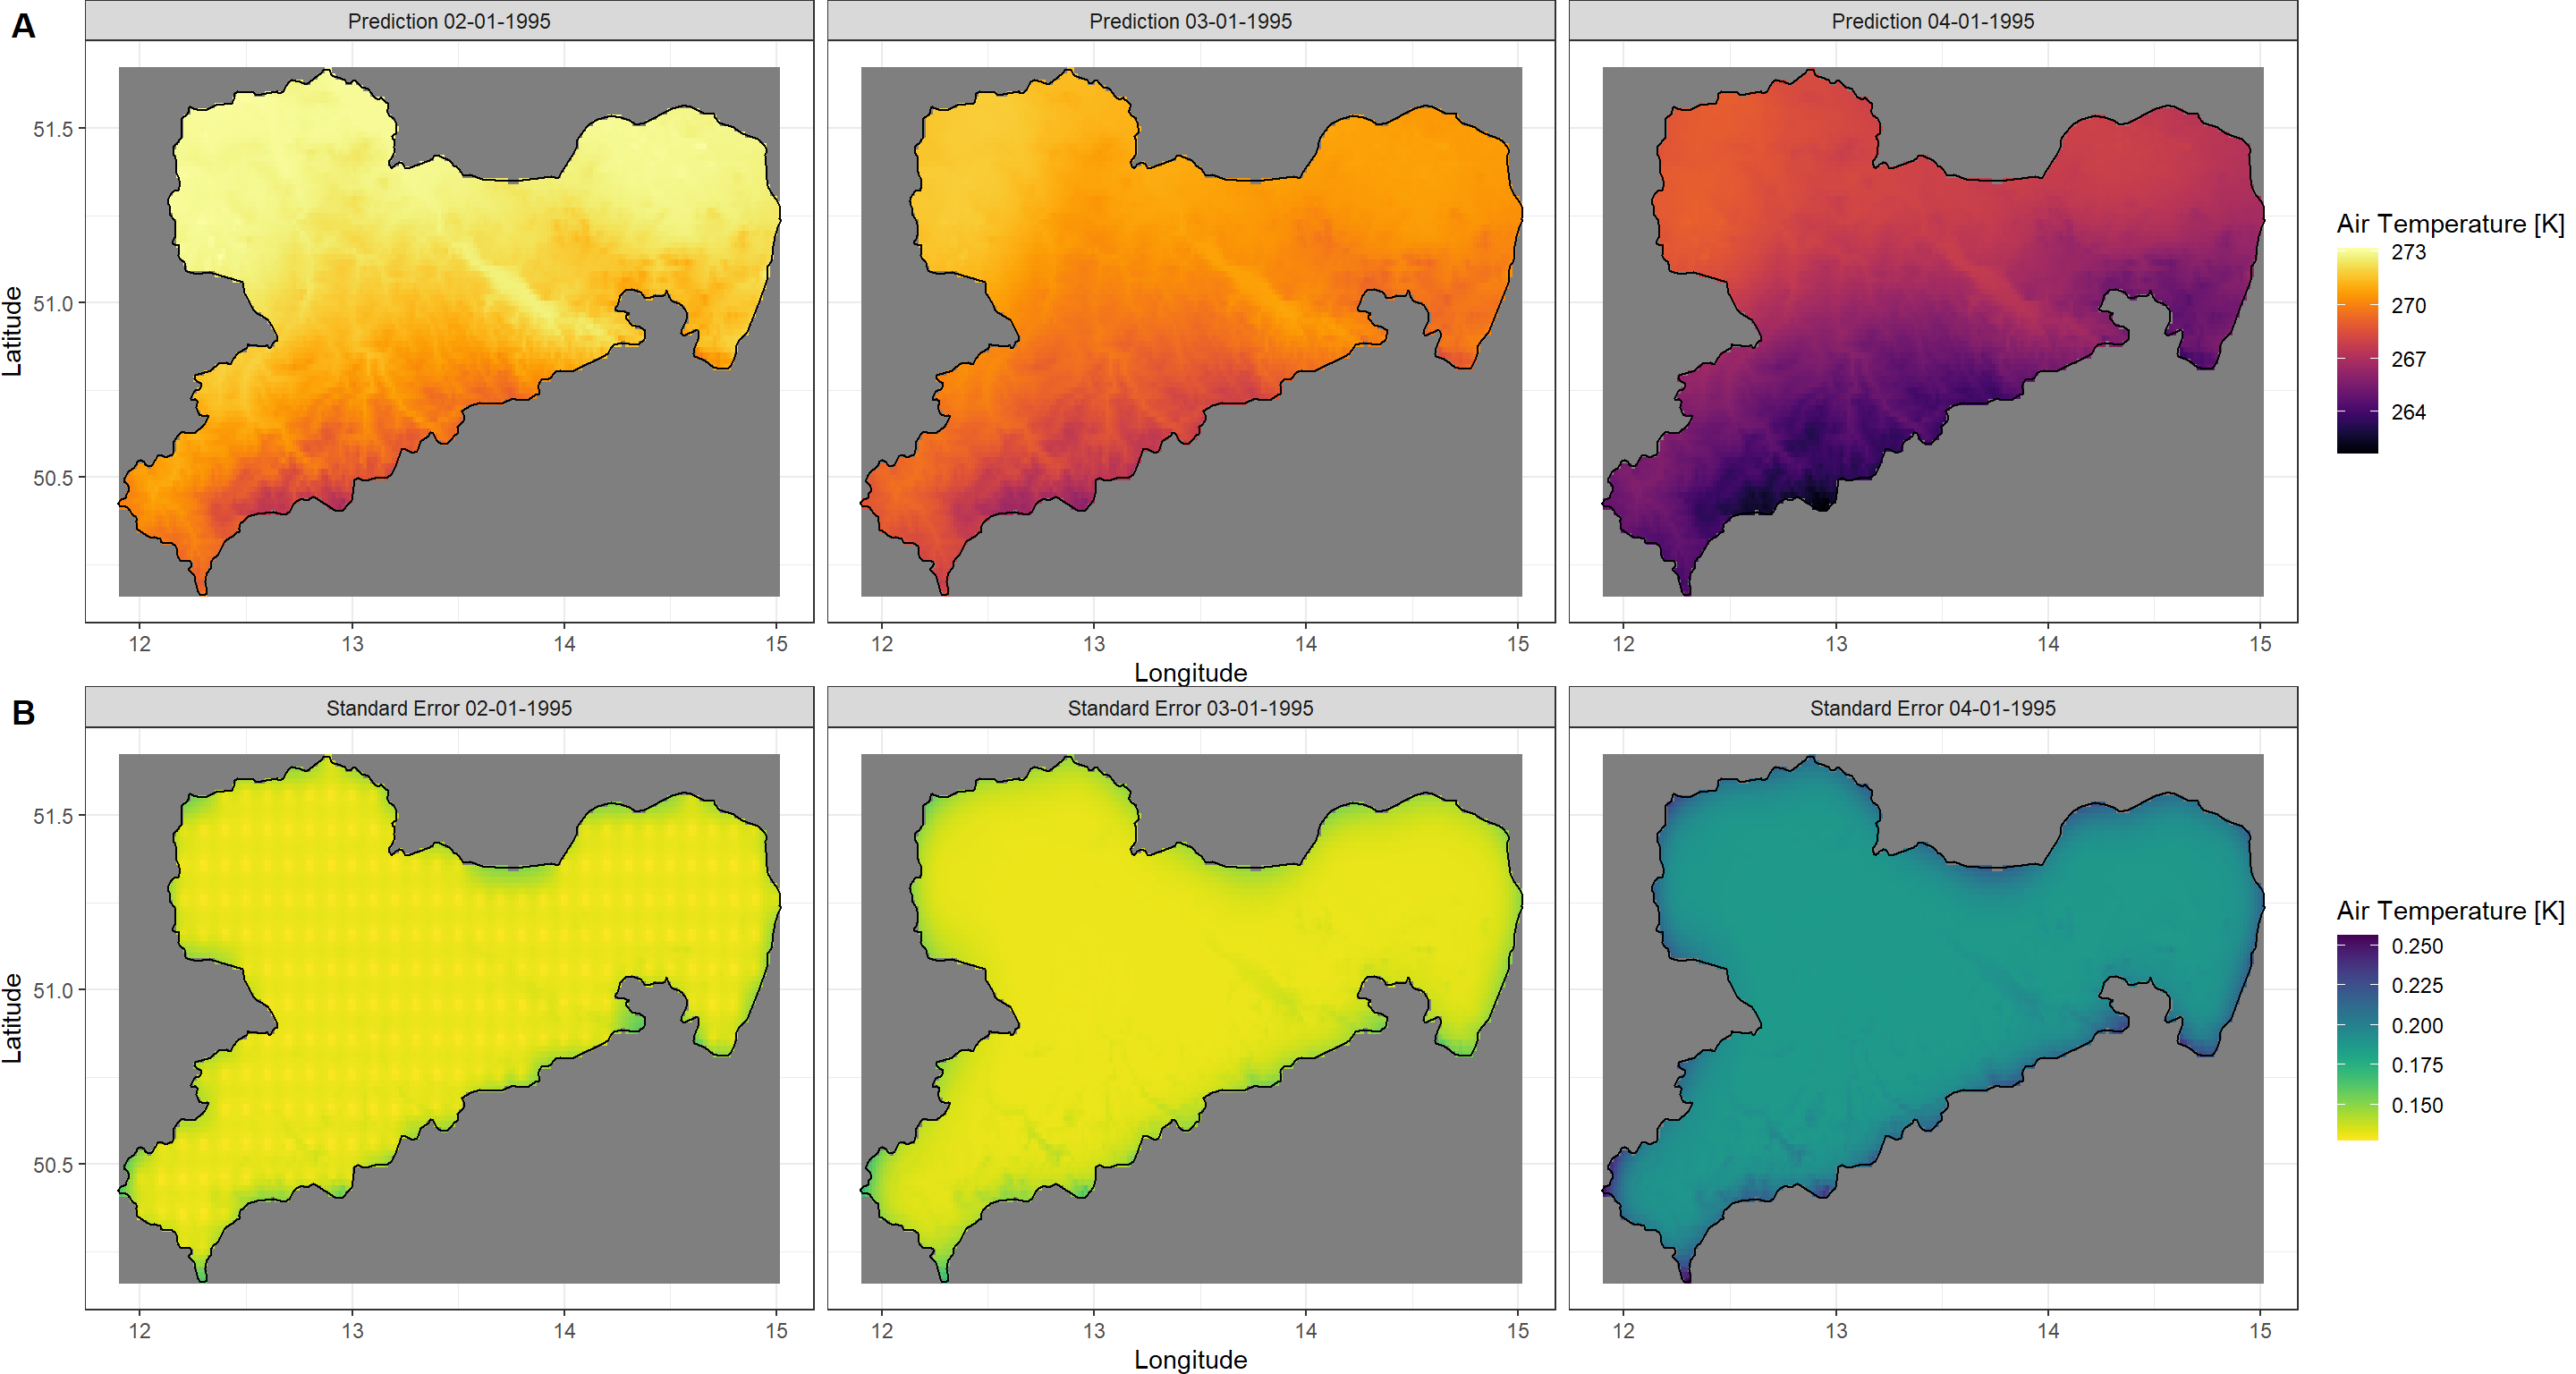 A
Prediction 02-01-1995
Prediction 03-01-1995
Prediction 04-01-1995
Latitude
51.5
51.0
50.5
12 13 14 15
12 13 14 15
12 13 14 15
Longitude
Air Temperature [K]
273
270
267
264
B
Standard Error 02-01-1995
Standard Error 03-01-1995
Standard Error 04-01-1995
Latitude
51.5
51.0
50.5
12 13 14 15
12 13 14 15
12 13 14 15
Longitude
Air Temperature [K]
0.250
0.225
0.200
0.175
0.150